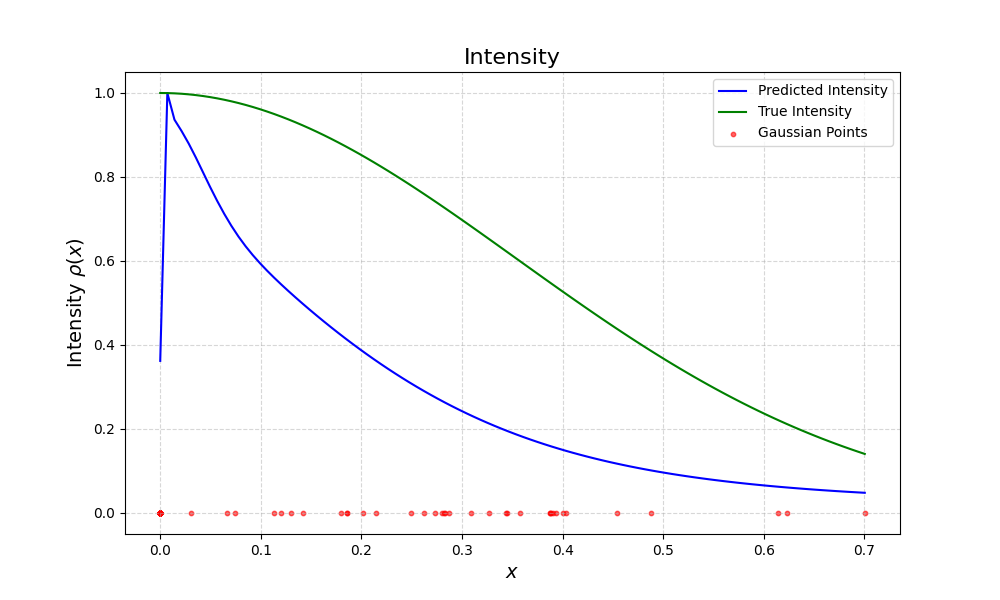 Intensity
Predicted Intensity
True Intensity
Gaussian Points
Intensity ρ(x)
1.0
0.8
0.6
0.4
0.2
0.0
0.0 0.1 0.2 0.3 0.4 0.5 0.6 0.7
x